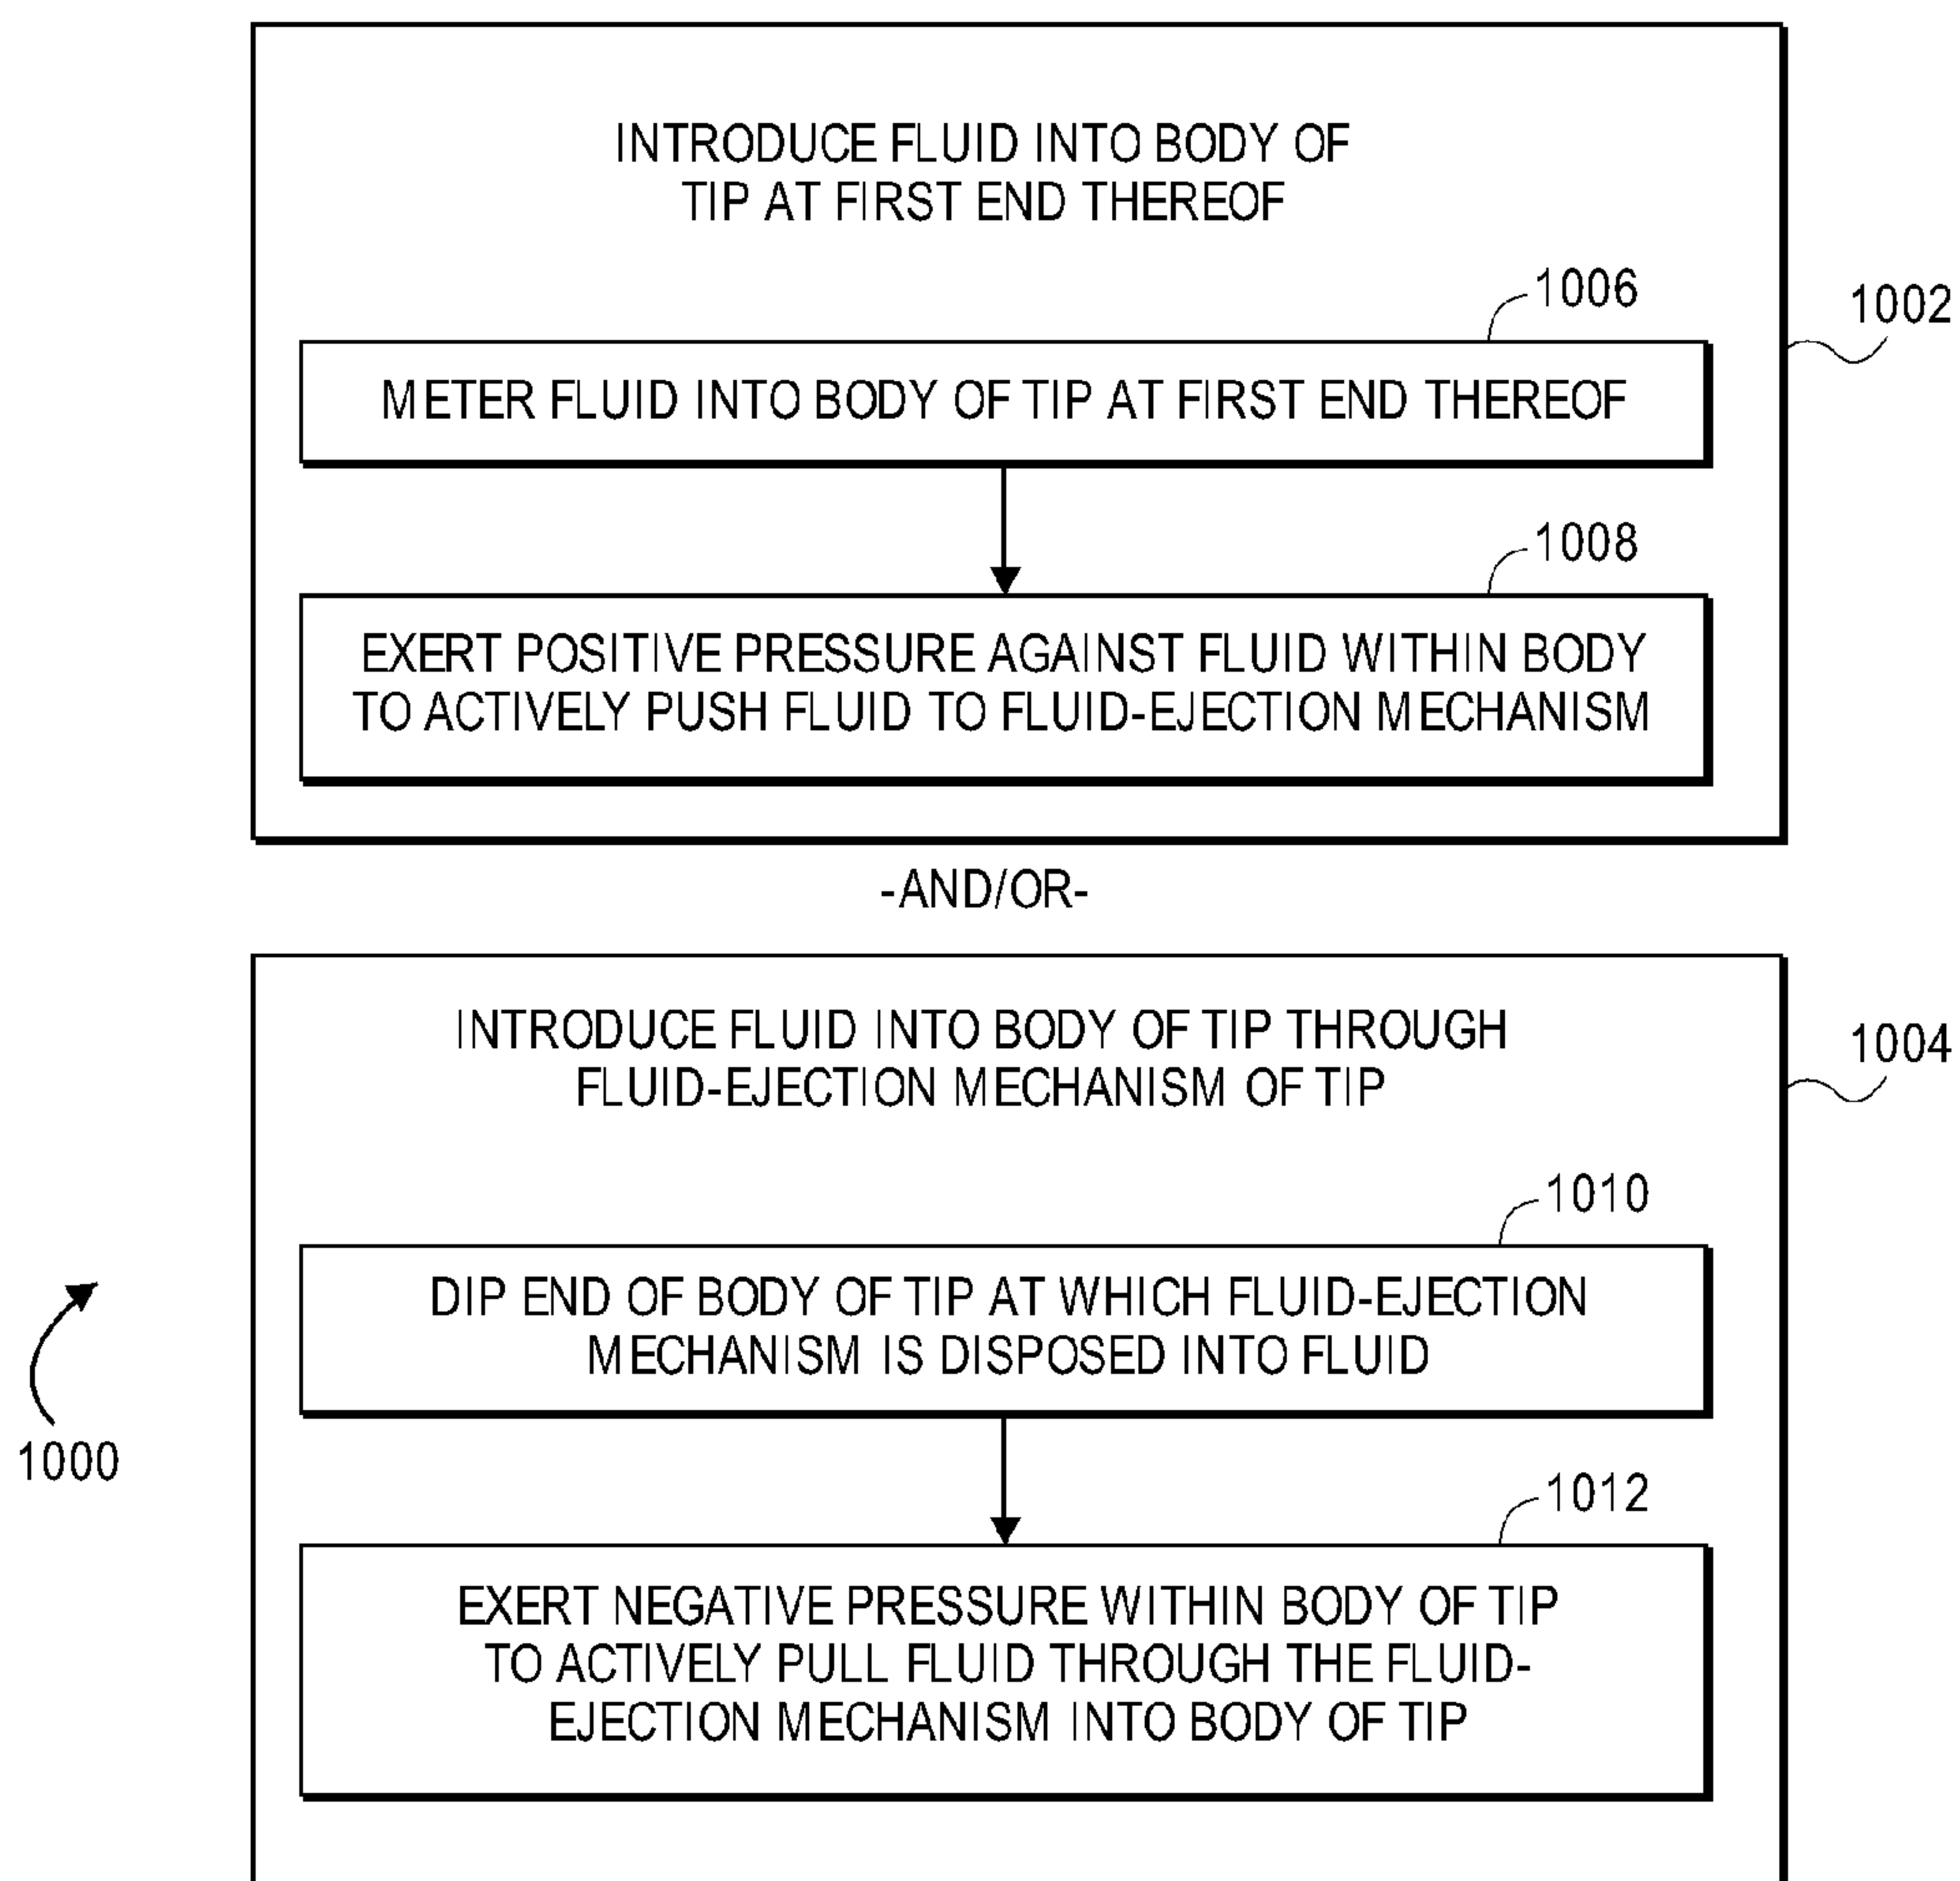 INTRODUCE FLUID INTO BODY OF
TIP AT FIRST END THEREOF
1006
1002
METER FLUID INTO BODY OF TIP AT FIRST END THEREOF
1008
EXERT POSITIVE PRESSURE AGAINST FLUID WITHIN BODY
TO ACTIVELY PUSH FLUID TO FLUID-EJECTION MECHANISM
-AND/OR-
INTRODUCE FLUID INTO BODY OF TIP THROUGH
FLUID-EJECTION MECHANISM OF TIP
1004
1010
DIP END OF BODY OF TIP AT WHICH FLUID-EJECTION
MECHANISM IS DISPOSED INTO FLUID
1000
1012
EXERT NEGATIVE PRESSURE WITHIN BODY OF TIP
TO ACTIVELY PULL FLUID THROUGH THE FLUID-
EJECTION MECHANISM INTO BODY OF TIP